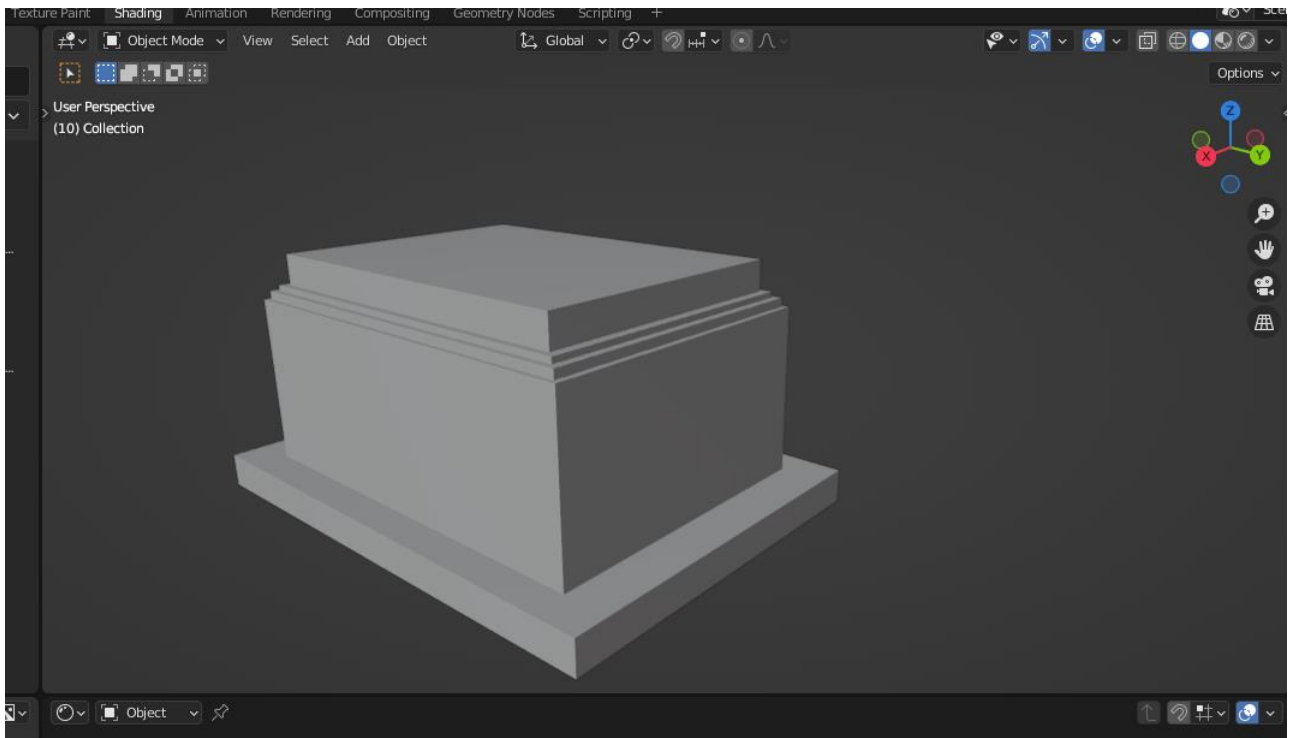 Texture Paint Shading Animation Rendering Compositing Geometry Nodes Scripting +
Object Mode View Select Add Object Global
Options
User Perspective
(10) Collection
Z
X Y
Object